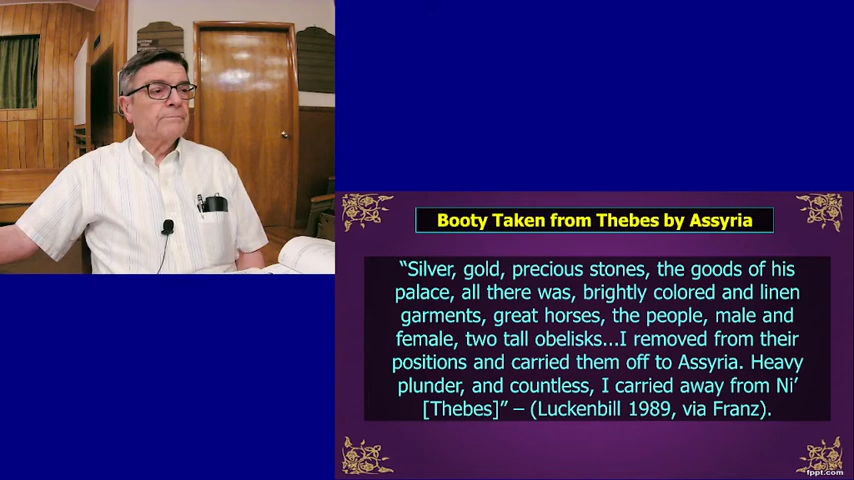 Booty Taken from Thebes by Assyria
“Silver, gold, precious stones, the goods of his
palace, all there was, brightly colored and linen
garments, great horses, the people, male and
female, two tall obelisks...I removed from their
positions and carried them off to Assyria. Heavy
plunder, and countless, I carried away from Ni’
[Thebes]” – (Luckenbill 1989, via Franz).
fppt.com